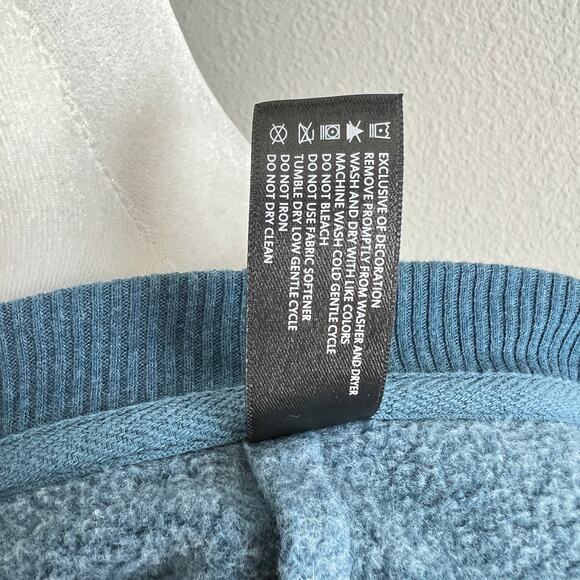 EXCLUSIVE OF DECORATION
REMOVE PROMPTLY FROM WASHER AND DRYER
WASH AND DRY WITH LIKE COLORS
MACHINE WASH COLD GENTLE CYCLE
DO NOT BLEACH
DO NOT USE FABRIC SOFTENER
TUMBLE DRY LOW GENTLE CYCLE
DO NOT IRON
DO NOT DRY CLEAN